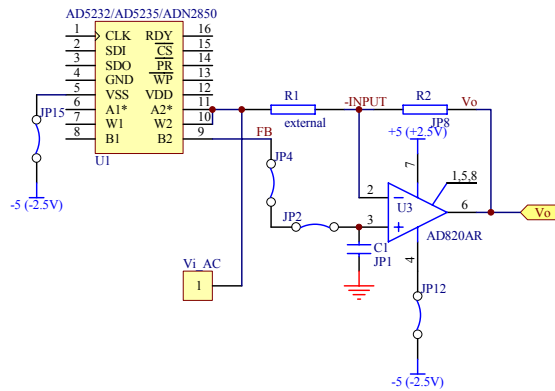 AD5232/AD5235/ADN2850
1 CLK RDY 16
2 SDI CS 15
3 SDO PR 14
4 GND WP 13
5 VSS VDD 12
6 A1* A2* 11
7 W1 W2 10
8 B1 B2 9
U1
JP15
-5 (-2.5V)
R1
external
-INPUT
R2
JP8
Vo
+5 (+2.5V)
FB
JP4
JP2
7
1,5,8
2
U3
3
6
Vo
AD820AR
4
C1
JP1
Vi_AC
1
JP12
-5 (-2.5V)